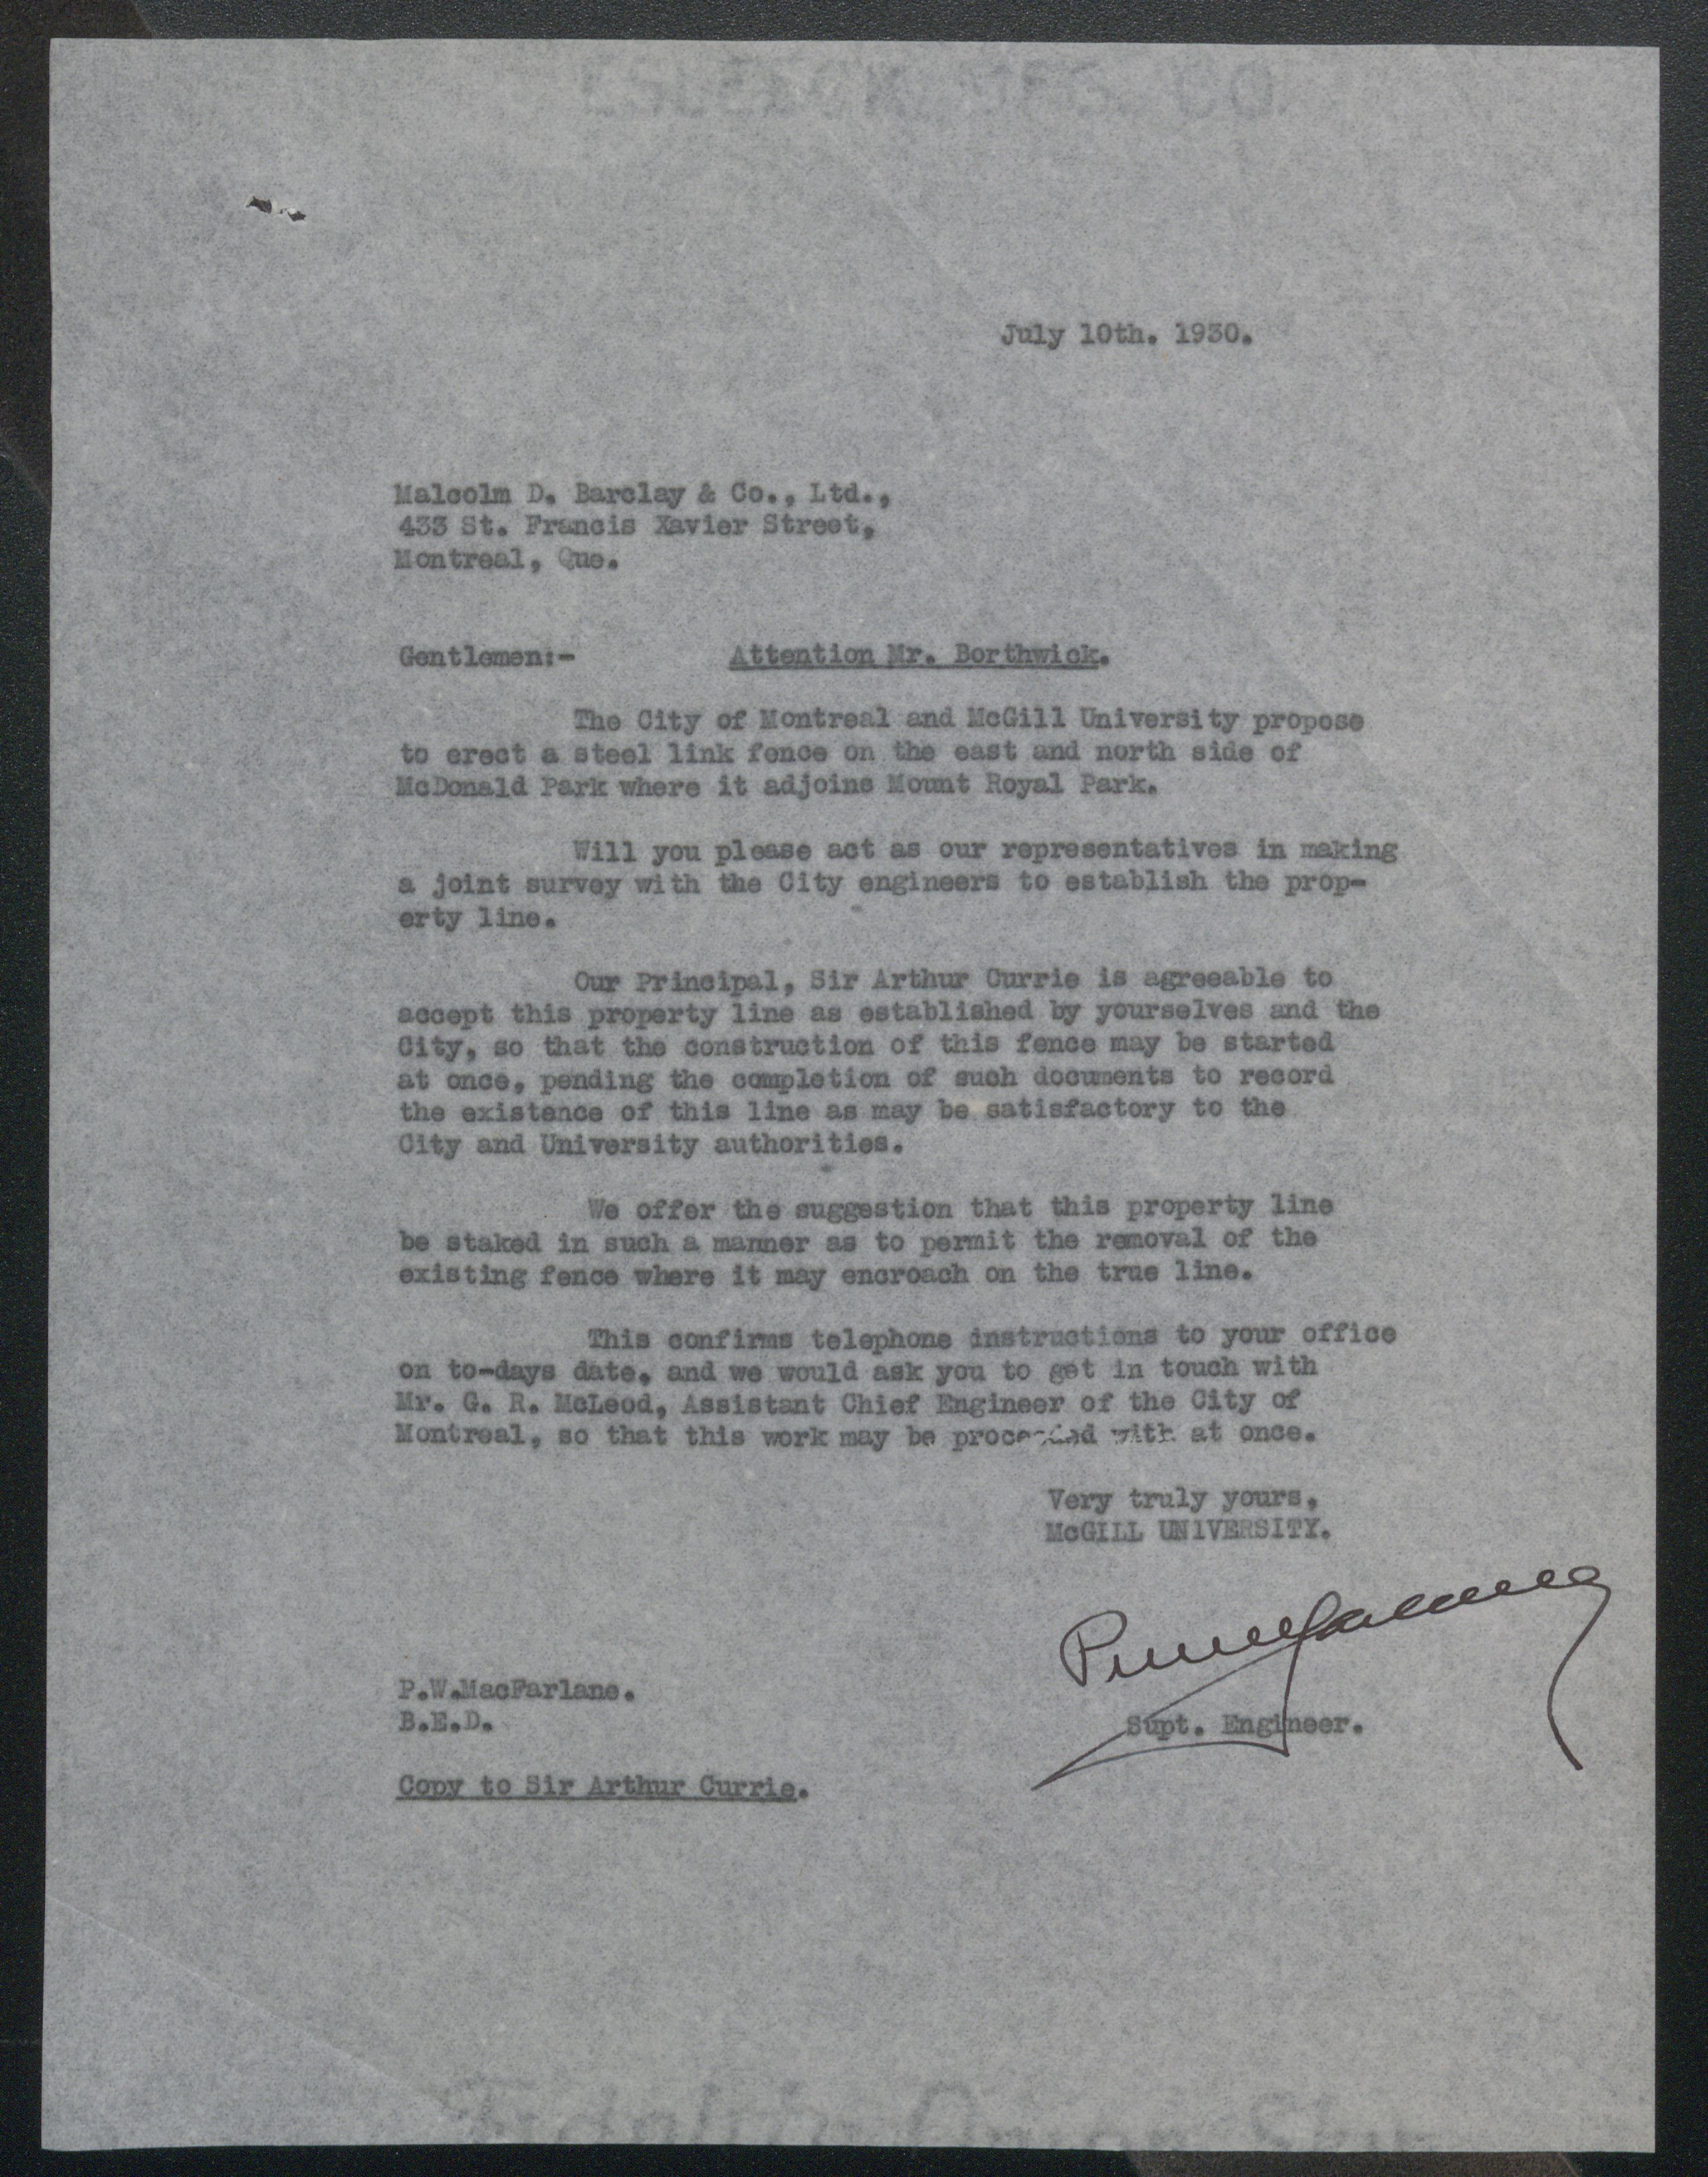 July 10th. 1930.
Malcolm D. Barclay & Co., Ltd.,
433 St. Francis Xavier Street,
Montreal, Que.
Gentlemen:- Attention Mr. Borthwick.
The City of Montreal and McGill University propose
to erect a steel link fence on the east and north side of
McDonald Park where it adjoins Mount Royal Park.
Will you please act as our representatives in making
a joint survey with the City engineers to establish the prop-
erty line.
Our Principal, Sir Arthur Currie is agreeable to
accept this property line as established by yourselves and the
City, so that the construction of this fence may be started
at once, pending the completion of such documents to record
the existence of this line as may be satisfactory to the
City and University authorities.
We offer the suggestion that this property line
be staked in such a manner as to permit the removal of the
existing fence where it may encroach on the true line.
This confirms telephone instructions to your office
on to-days date, and we would ask you to get in touch with
Mr. G. R. McLeod, Assistant Chief Engineer of the City of
Montreal, so that this work may be proceeded with at once.
Very truly yours,
McGILL UNIVERSITY.
P.W.MacFarlane.
B.E.D.
Supt. Engineer.
Copy to Sir Arthur Currie.